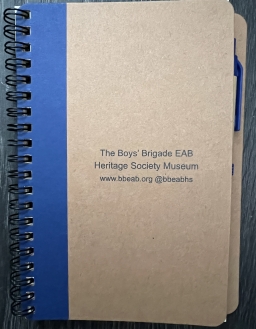 The Boys' Brigade EAB
Heritage Society Museum
www.bbeab.org @bbeabhs